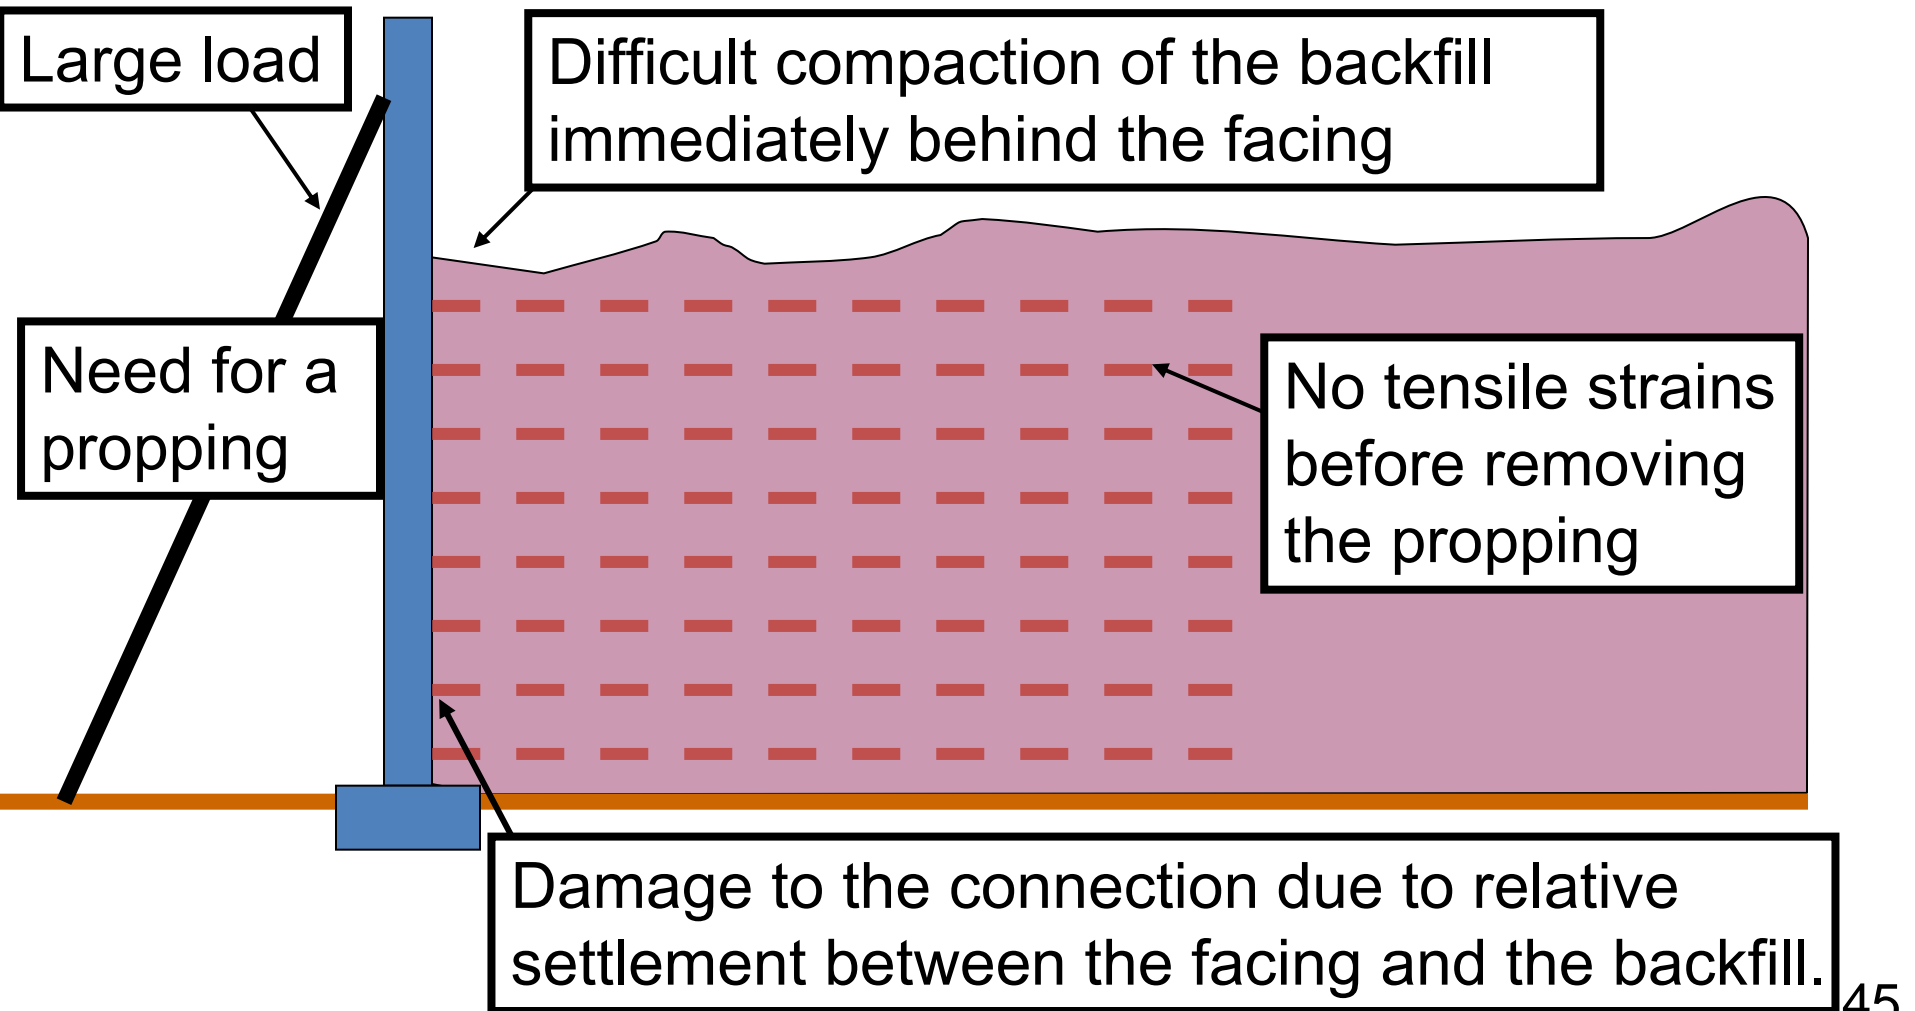 Large load
Difficult compaction of the backfill
immediately behind the facing
Need for a
propping
No tensile strains
before removing
the propping
Damage to the connection due to relative
settlement between the facing and the backfill.
45